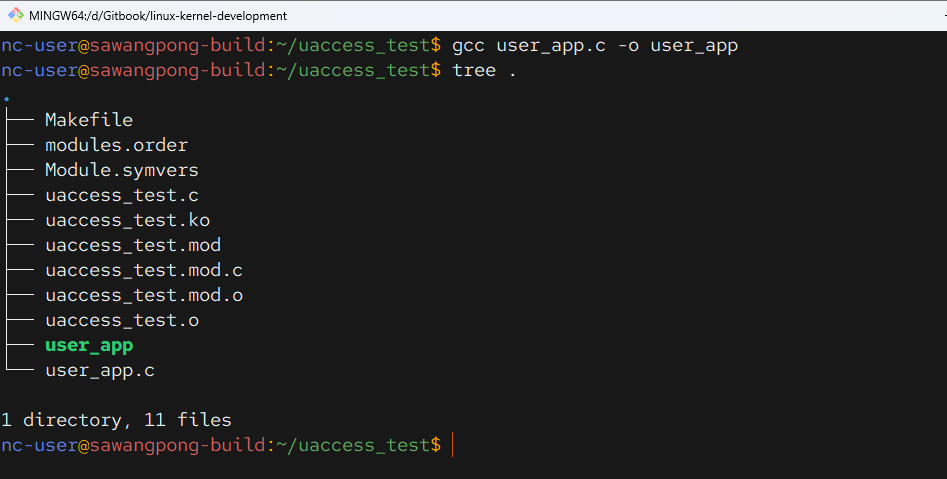 MINGW64:/d/Gitbook/linux-kernel-development
nc-user@sawangpong-build:~/uaccess_test$ gcc user_app.c -o user_app
nc-user@sawangpong-build:~/uaccess_test$ tree .
.
├── Makefile
├── modules.order
├── Module.symvers
├── uaccess_test.c
├── uaccess_test.ko
├── uaccess_test.mod
├── uaccess_test.mod.c
├── uaccess_test.mod.o
├── uaccess_test.o
├── user_app
└── user_app.c
1 directory, 11 files
nc-user@sawangpong-build:~/uaccess_test$